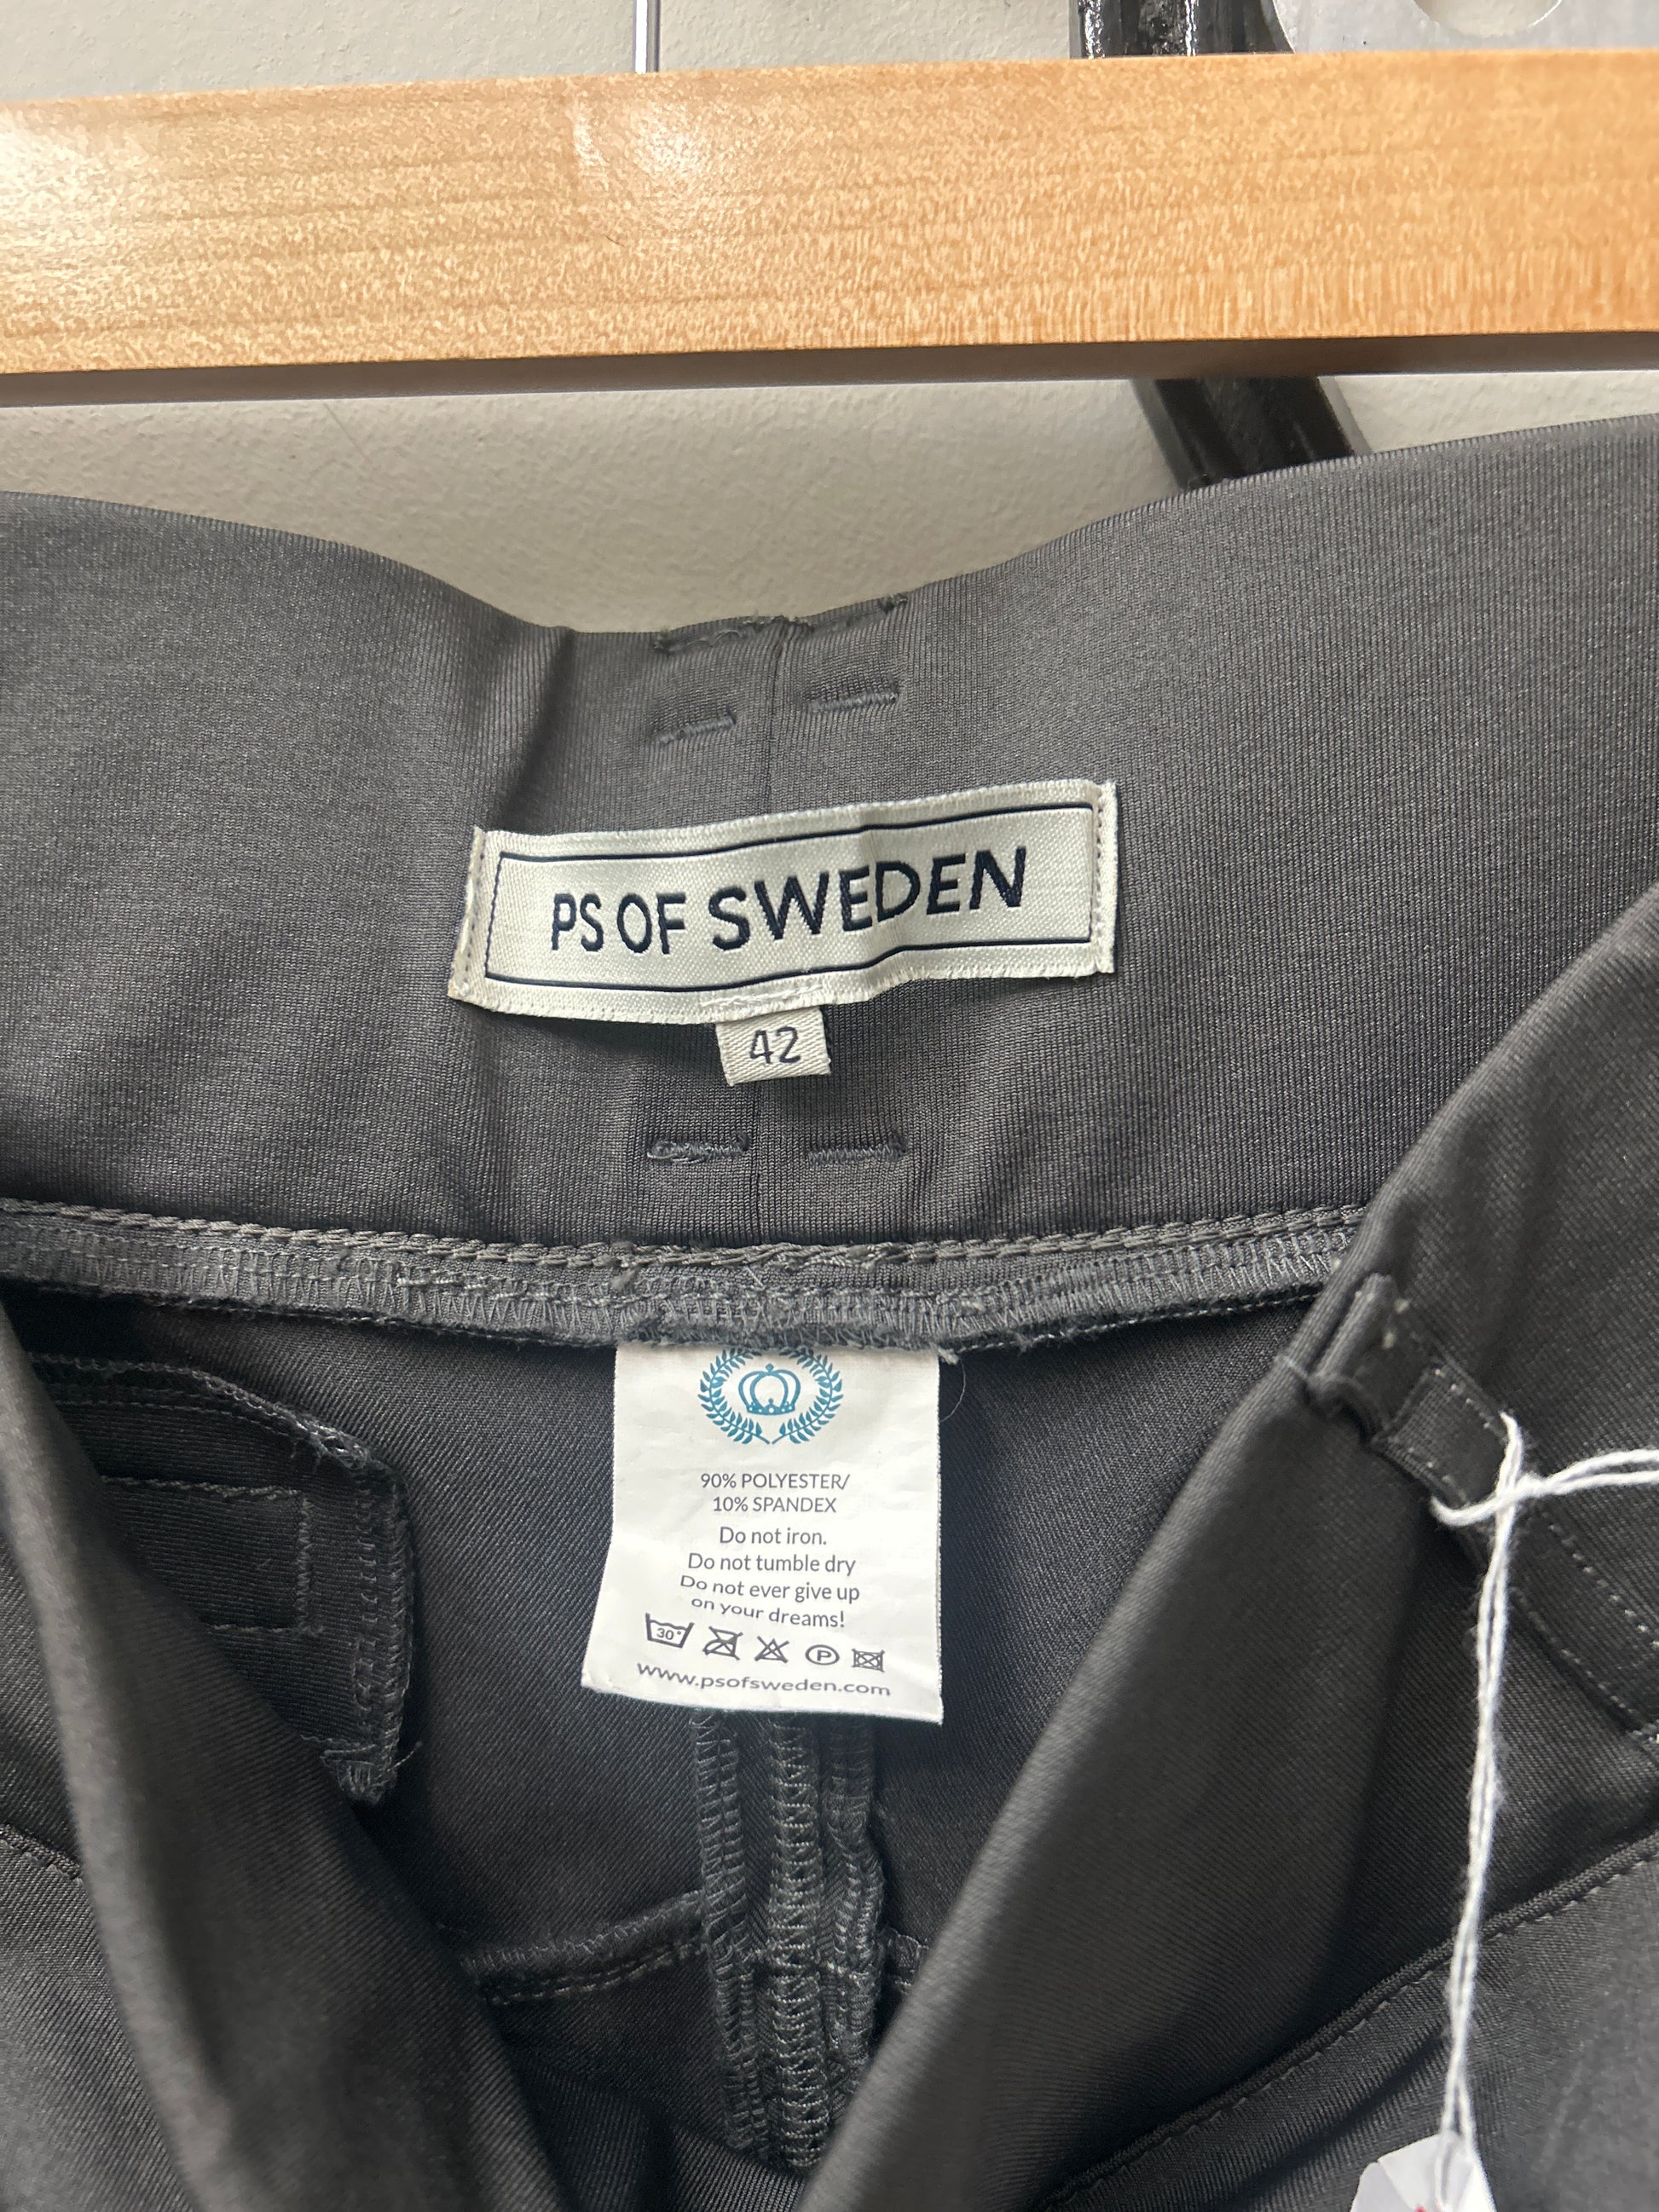 PS OF SWEDEN
42
90% POLYESTER/
10% SPANDEX
Do not iron.
Do not tumble dry
Do not ever give up
on your dreams!
30°
P
www.psofsweden.com